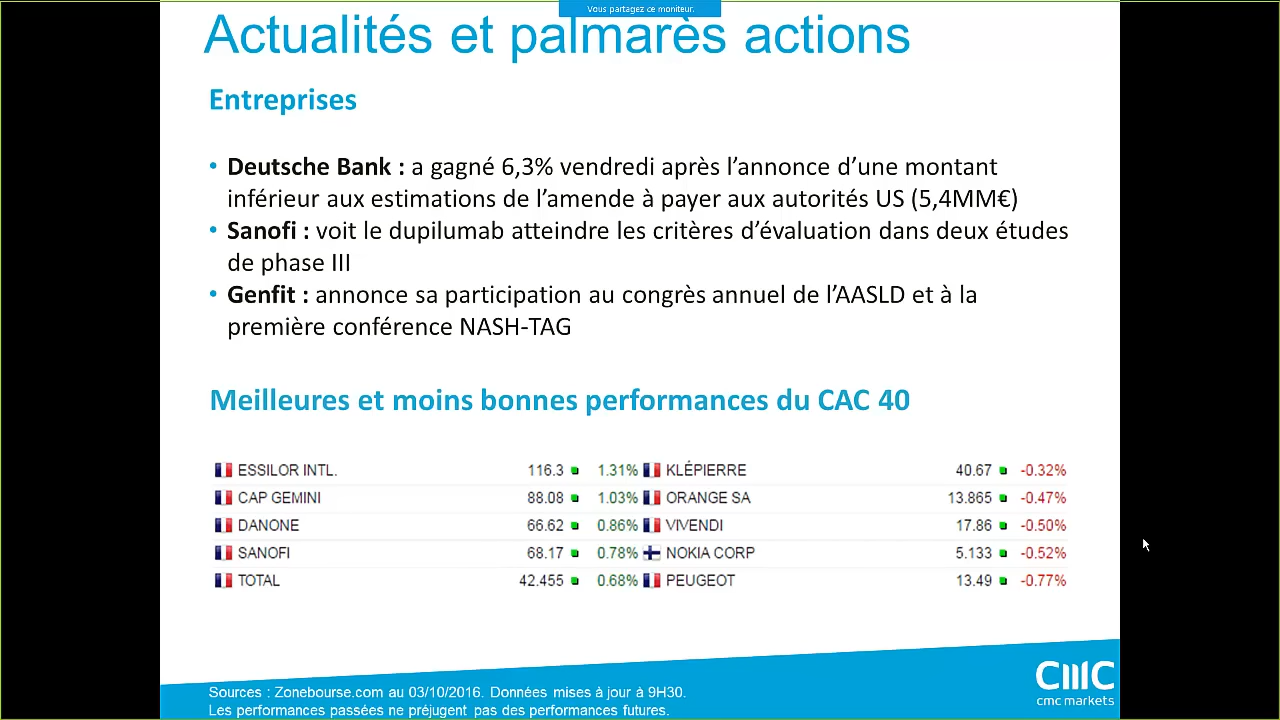 Vous partagez ce moniteur.
Actualités et palmarès actions
Entreprises
• Deutsche Bank : a gagné 6,3% vendredi après l’annonce d’une montant
inférieur aux estimations de l’amende à payer aux autorités US (5,4MM€)
• Sanofi : voit le dupilumab atteindre les critères d’évaluation dans deux études
de phase III
• Genfit : annonce sa participation au congrès annuel de l’AASLD et à la
première conférence NASH-TAG
Meilleures et moins bonnes performances du CAC 40
ESSILOR INTL. 116.3 1.31% KLÉPIERRE 40.67 -0.32%
CAP GEMINI 88.08 1.03% ORANGE SA 13.865 -0.47%
DANONE 66.62 0.86% VIVENDI 17.86 -0.50%
SANOFI 68.17 0.78% NOKIA CORP 5.133 -0.52%
TOTAL 42.455 0.68% PEUGEOT 13.49 -0.77%
Sources : Zonebourse.com au 03/10/2016. Données mises à jour à 9H30.
Les performances passées ne préjugent pas des performances futures.
CMC
cmc markets